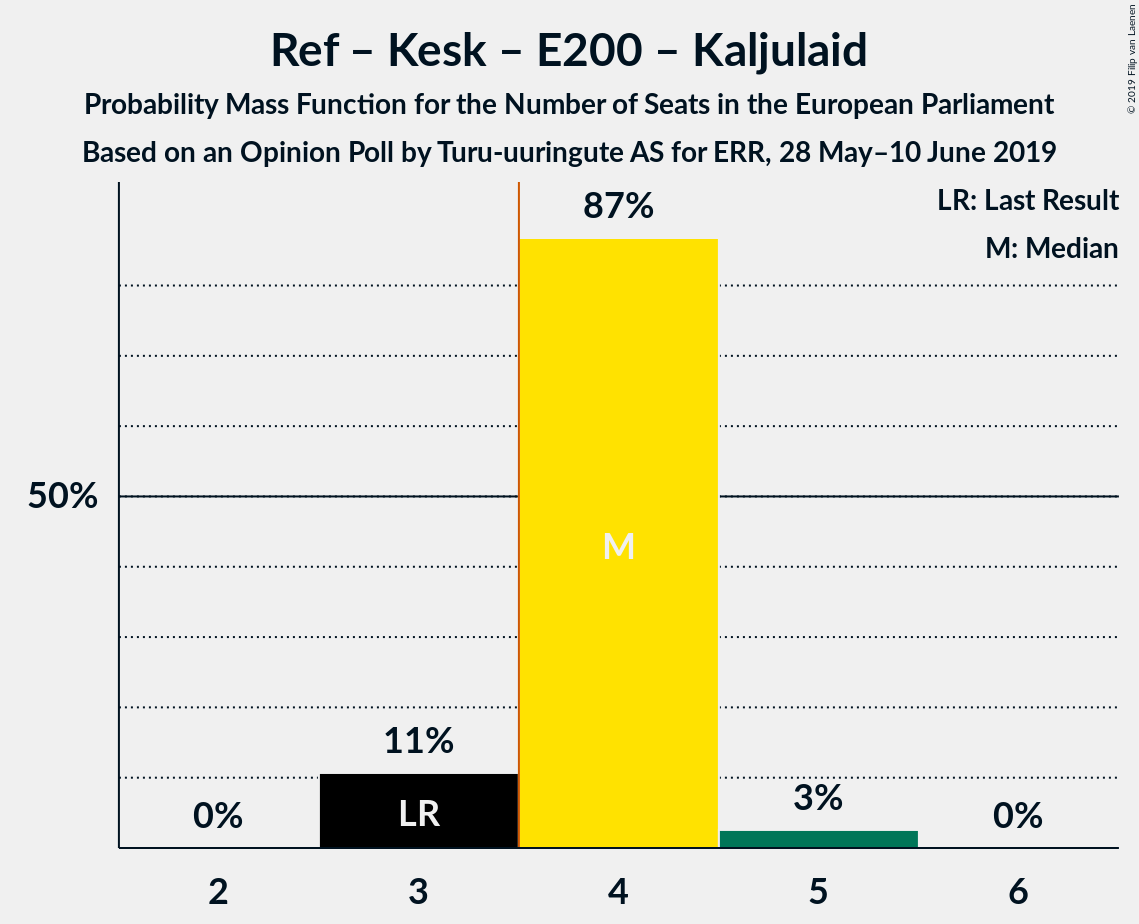 Ref – Kesk – E200 – Kaljulaid
Probability Mass Function for the Number of Seats in the European Parliament
Based on an Opinion Poll by Turu-uuringute AS for ERR, 28 May–10 June 2019
© 2019 Filip van Laenen
LR: Last Result
M: Median
87%
50%
M
11%
LR
3%
0%
0%
2
3
4
5
6